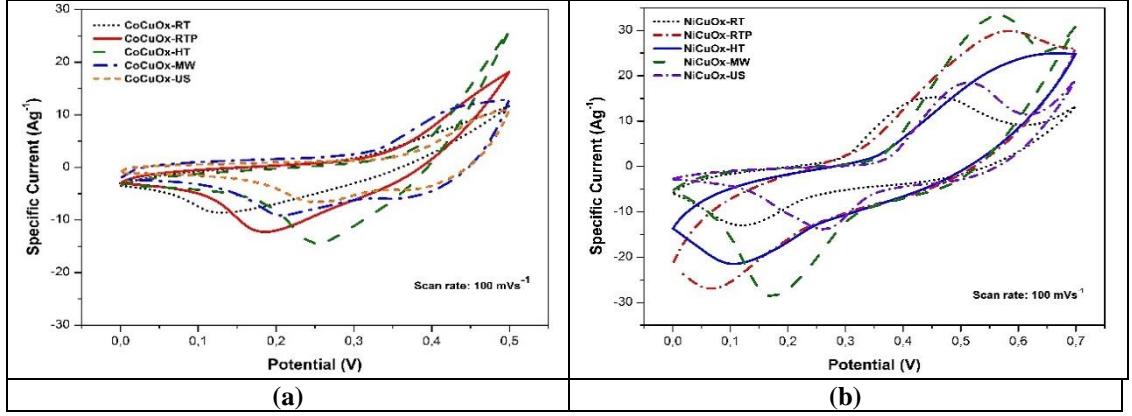 CoCuOx-RT
CoCuOx-RTP
CoCuOx-HT
CoCuOx-MW
CoCuOx-US
30
20
10
0
-10
-20
-30
Specific Current (Ag⁻¹)
Scan rate: 100 mVs⁻¹
0,0 0,1 0,2 0,3 0,4 0,5
Potential (V)
(a)
NiCuOx-RT
NiCuOx-RTP
NiCuOx-HT
NiCuOx-MW
NiCuOx-US
30
20
10
0
-10
-20
-30
Specific Current (Ag⁻¹)
Scan rate: 100 mVs⁻¹
0,0 0,1 0,2 0,3 0,4 0,5 0,6 0,7
Potential (V)
(b)